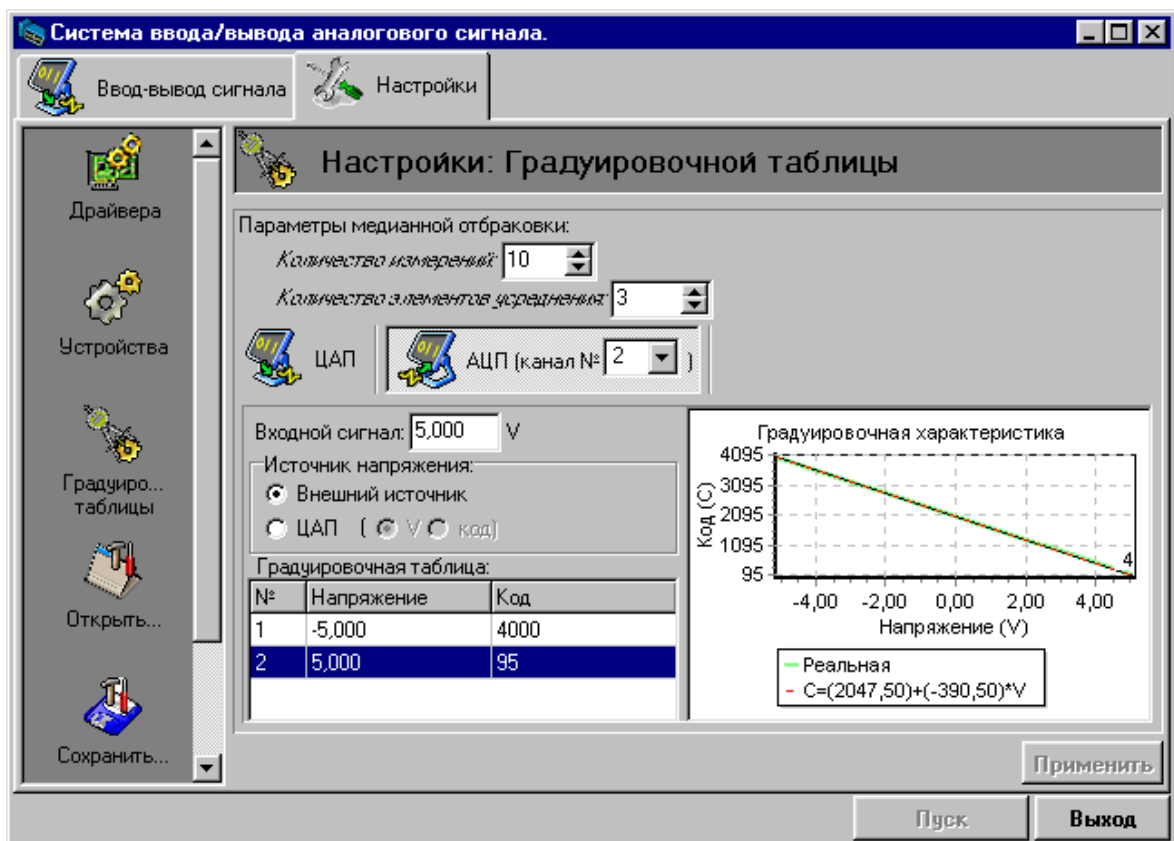 Система ввода/вывода аналогового сигнала.
Ввод-вывод сигнала
Настройки
Драйвера
Устройства
Градуиро...
таблицы
Открыть...
Сохранить...
Настройки: Градуировочной таблицы
Параметры медианной отбраковки:
Количество измерений: 10
Количество элементов усреднения: 3
ЦАП
АЦП (канал № 2 )
Входной сигнал: 5,000 V
Источник напряжения:
Внешний источник
ЦАП ( V код)
Градуировочная таблица:
№ Напряжение Код
1 -5,000 4000
2 5,000 95
Градуировочная характеристика
Код (C)
4095
3095
2095
1095
95
4
-4,00 -2,00 0,00 2,00 4,00
Напряжение (V)
Реальная
C=(2047,50)+(-390,50)*V
Применить
Пуск
Выход